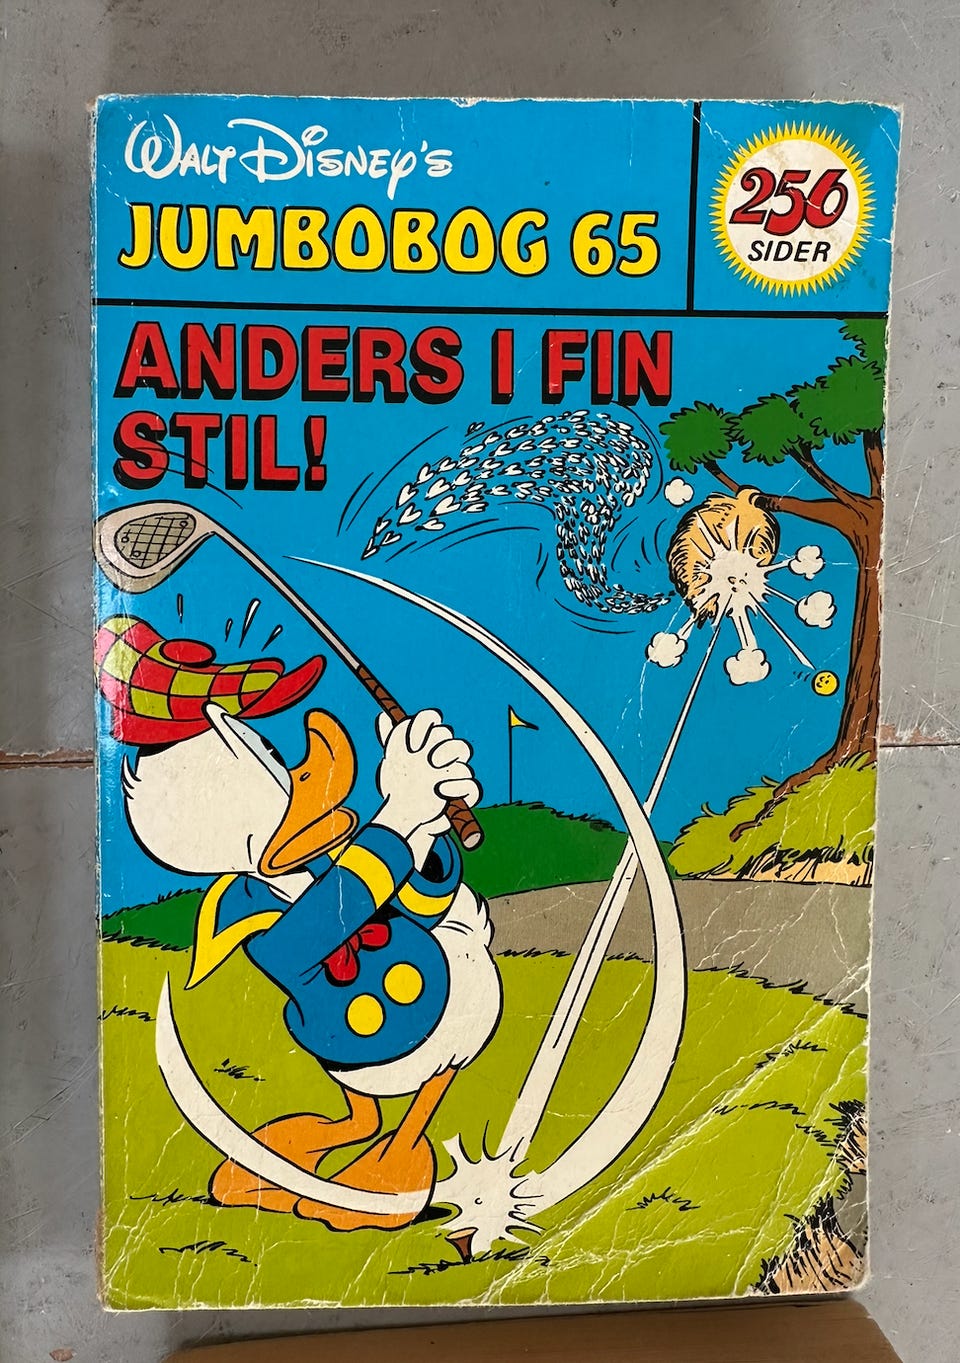 Walt Disney's
JUMBOBOG 65
256
SIDER
ANDERS I FIN
STIL!